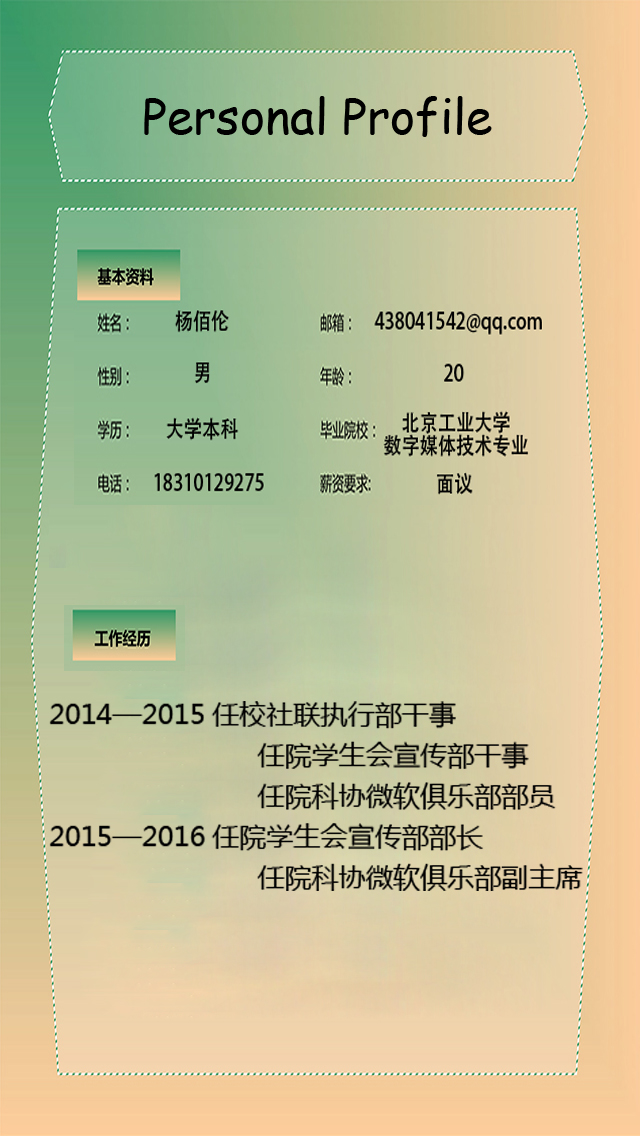 Personal Profile
基本资料
姓名： 杨佰伦 邮箱： 438041542@qq.com
性别： 男 年龄： 20
学历： 大学本科 毕业院校： 北京工业大学
数字媒体技术专业
电话： 18310129275 薪资要求: 面议
工作经历
2014—2015 任校社联执行部干事
任院学生会宣传部干事
任院科协微软俱乐部部员
2015—2016 任院学生会宣传部部长
任院科协微软俱乐部副主席